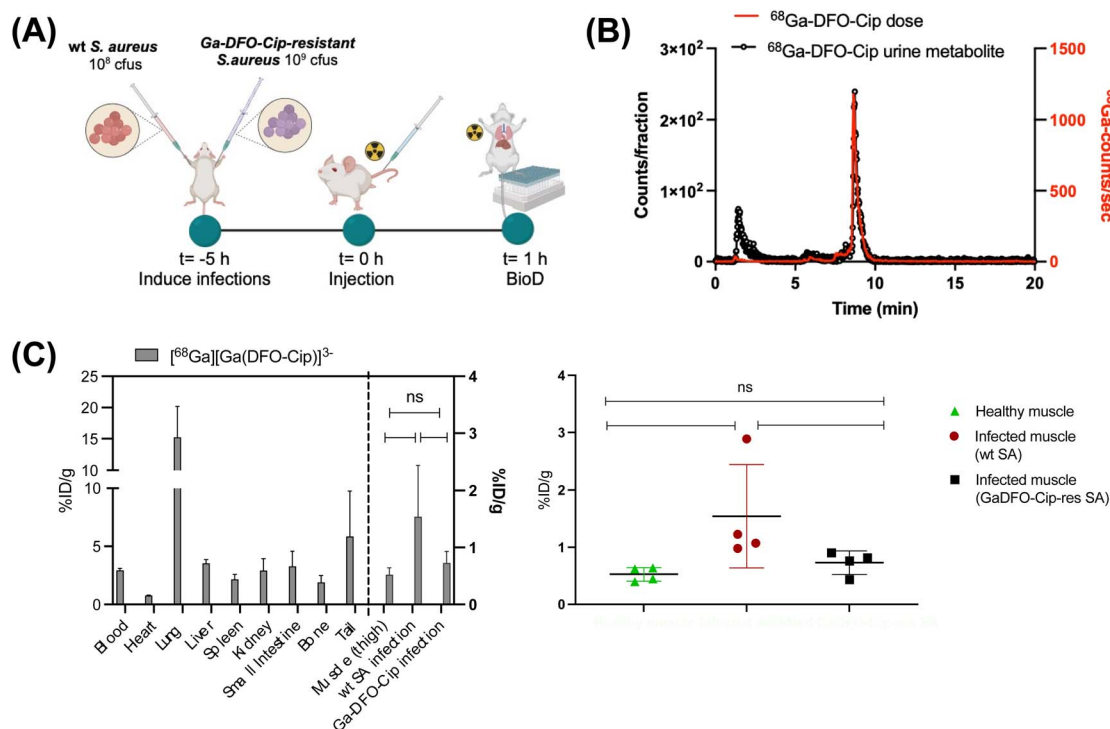 (A)
wt S. aureus
10⁸ cfus
Ga-DFO-Cip-resistant
S.aureus 10⁹ cfus
t= -5 h
Induce infections
t= 0 h
Injection
t= 1 h
BioD
(B)
⁶⁸Ga-DFO-Cip dose
⁶⁸Ga-DFO-Cip urine metabolite
Counts/fraction
3×10²
2×10²
1×10²
0
1500
1000
500
0
⁶⁸Ga-counts/sec
0 5 10 15 20
Time (min)
(C)
[⁶⁸Ga][Ga(DFO-Cip)]³⁻
%ID/g
25
20
15
10
10
5
0
ns
4
3
2
1
0
%ID/g
Blood
Heart
Lung
Liver
Spleen
Kidney
Small Intestine
Bone
Tail
Muscle (thigh)
wt SA infection
Ga-DFO-Cip infection
%ID/g
4
3
2
1
0
ns
Healthy muscle
Infected muscle
(wt SA)
Infected muscle
(GaDFO-Cip-res SA)